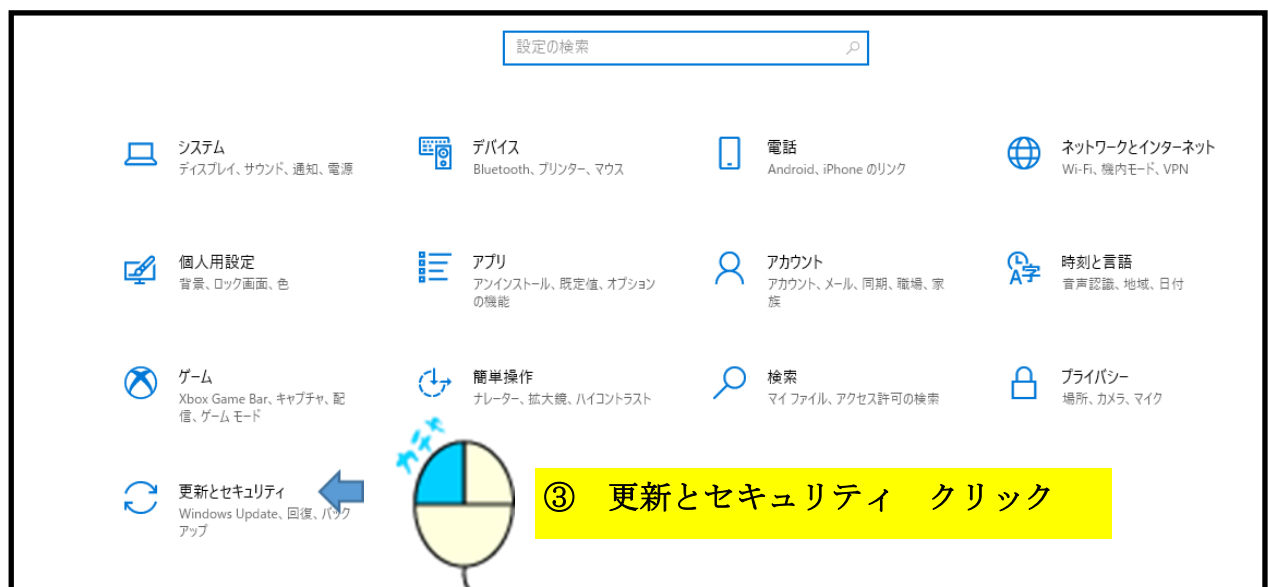 設定の検索
システム
ディスプレイ、サウンド、通知、電源
デバイス
Bluetooth、プリンター、マウス
電話
Android、iPhone のリンク
ネットワークとインターネット
Wi-Fi、機内モード、VPN
個人用設定
背景、ロック画面、色
アプリ
アンインストール、既定値、オプション
の機能
アカウント
アカウント、メール、同期、職場、家
族
時刻と言語
音声認識、地域、日付
ゲーム
Xbox Game Bar、キャプチャ、配
信、ゲーム モード
簡単操作
ナレーター、拡大鏡、ハイコントラスト
検索
マイ ファイル、アクセス許可の検索
プライバシー
場所、カメラ、マイク
更新とセキュリティ
Windows Update、回復、バック
アップ
カチャ
③　更新とセキュリティ　クリック